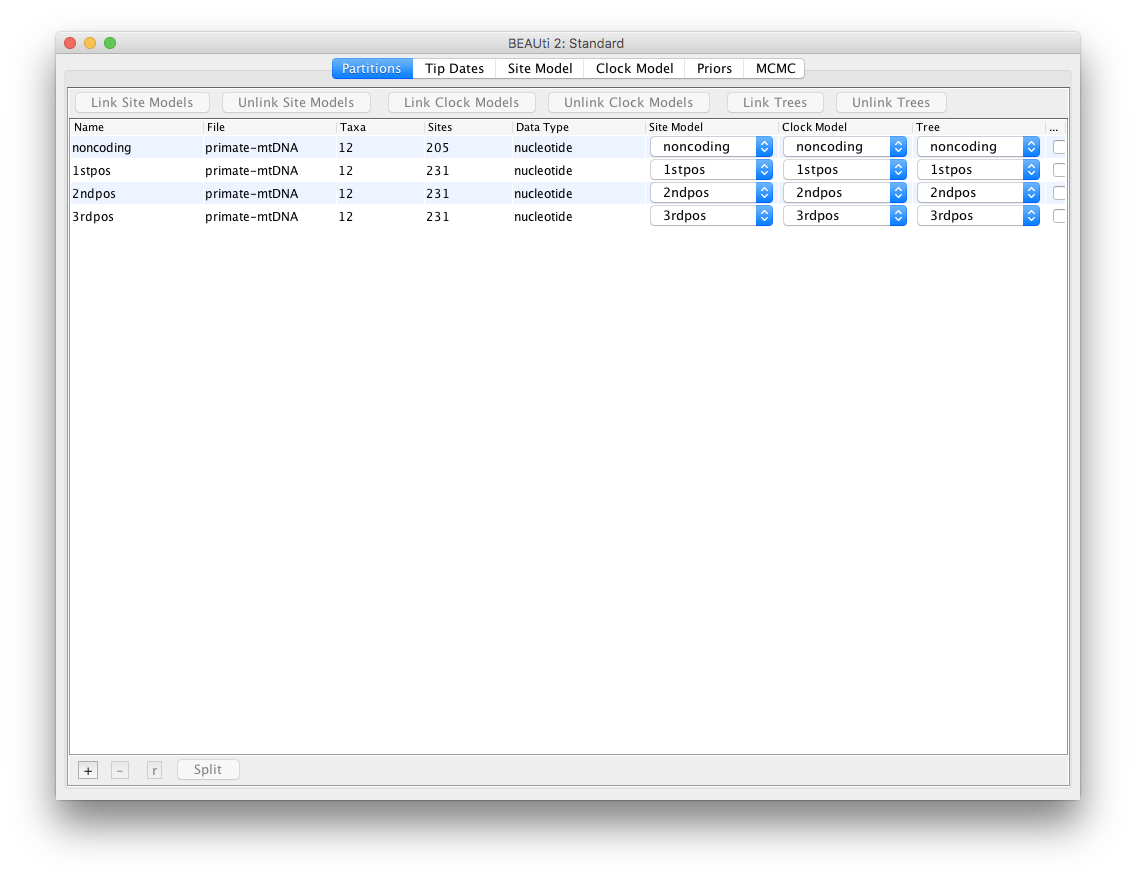 BEAUti 2: Standard
Partitions Tip Dates Site Model Clock Model Priors MCMC
Link Site Models Unlink Site Models Link Clock Models Unlink Clock Models Link Trees Unlink Trees
Name File Taxa Sites Data Type Site Model Clock Model Tree ...
noncoding primate-mtDNA 12 205 nucleotide noncoding noncoding noncoding
1stpos primate-mtDNA 12 231 nucleotide 1stpos 1stpos 1stpos
2ndpos primate-mtDNA 12 231 nucleotide 2ndpos 2ndpos 2ndpos
3rdpos primate-mtDNA 12 231 nucleotide 3rdpos 3rdpos 3rdpos
+ - r Split